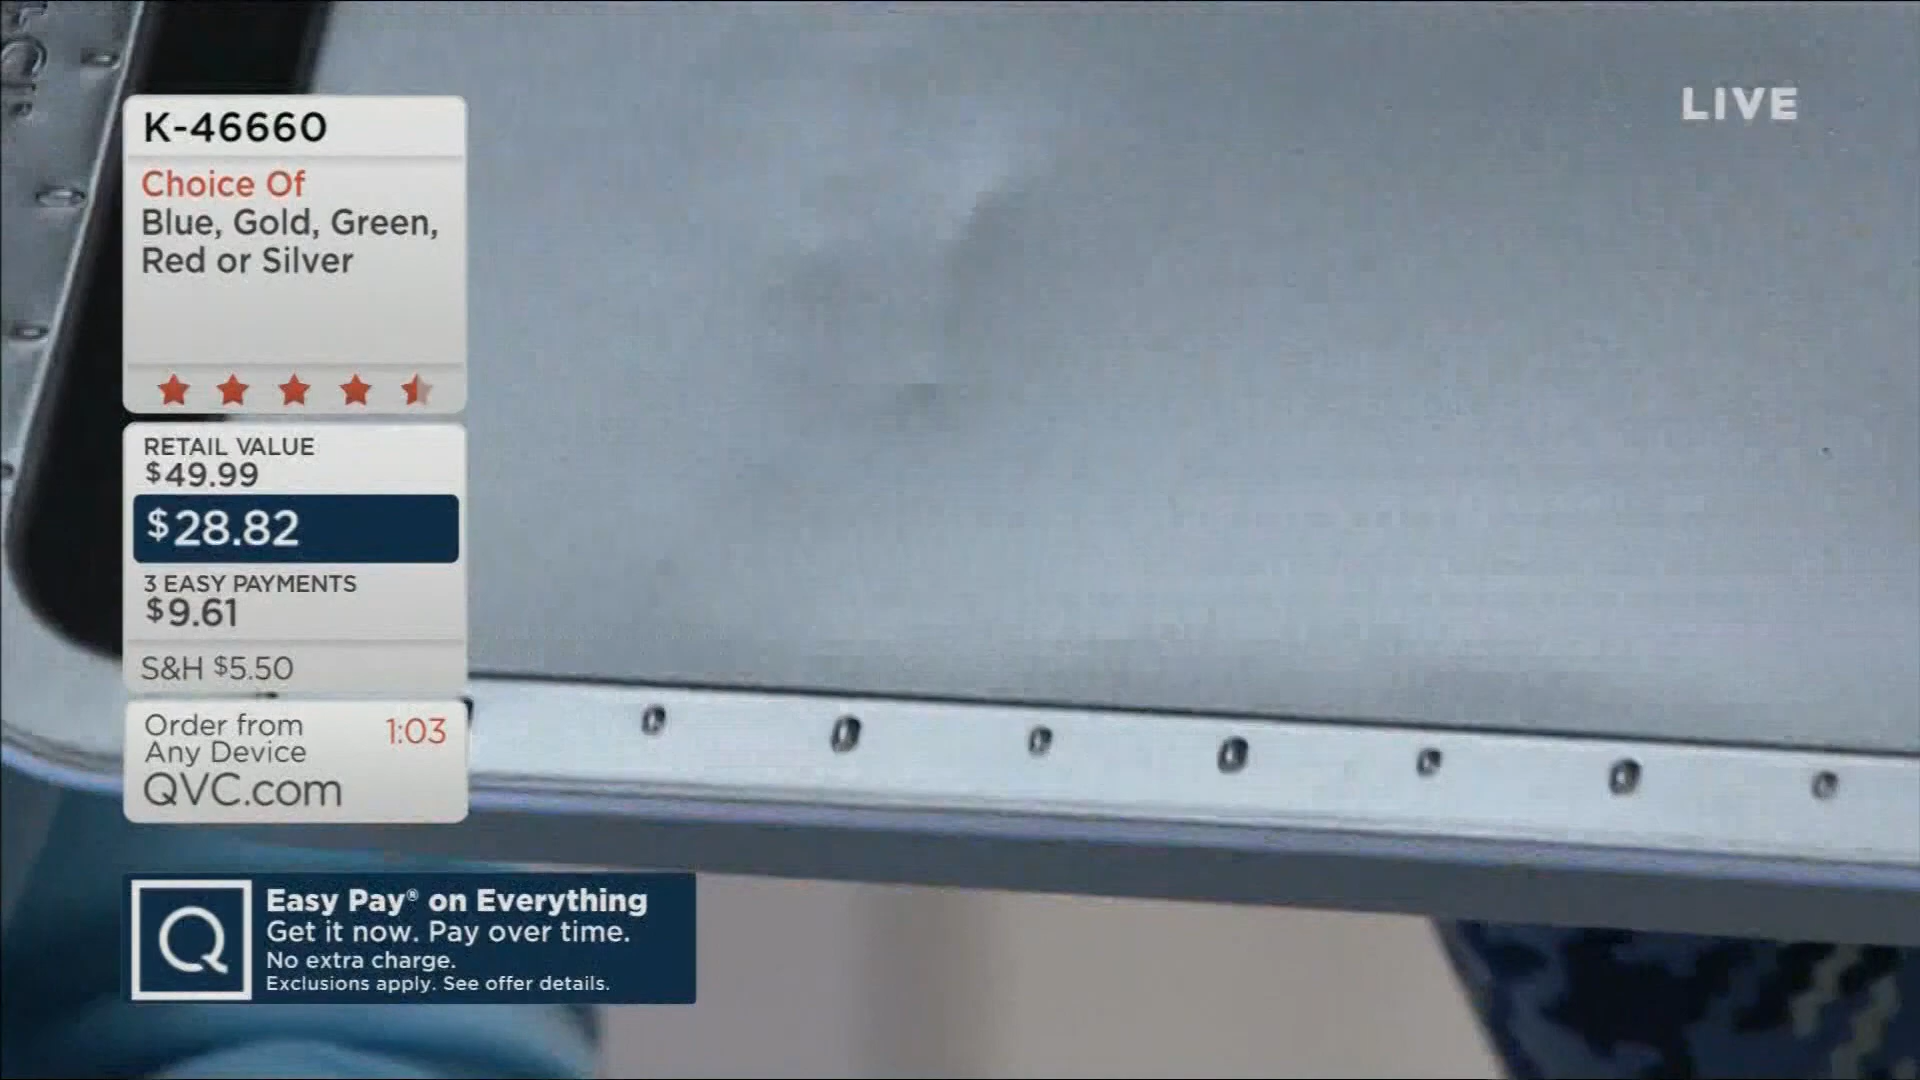 LIVE
K-46660
Choice Of
Blue, Gold, Green,
Red or Silver
RETAIL VALUE
$49.99
$28.82
3 EASY PAYMENTS
$9.61
S&H $5.50
Order from 1:03
Any Device
QVC.com
Q
Easy Pay® on Everything
Get it now. Pay over time.
No extra charge.
Exclusions apply. See offer details.